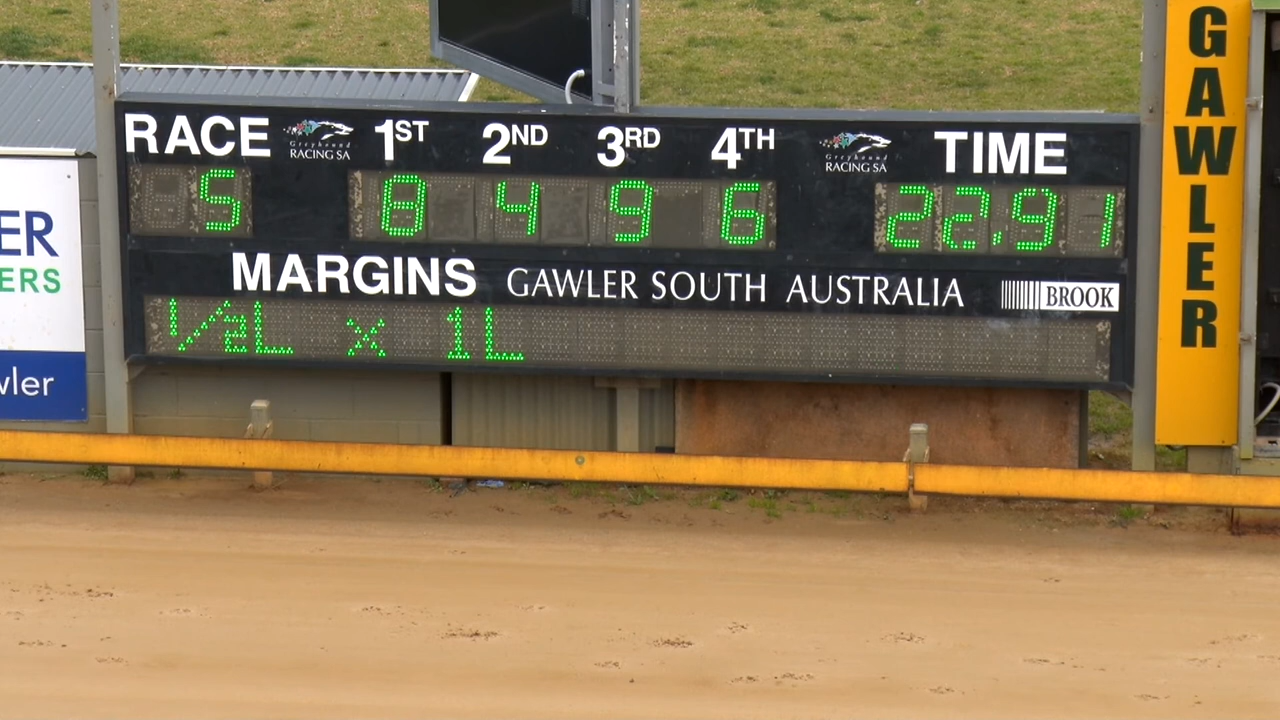 RACE 1ST 2ND 3RD 4TH TIME
Greyhound RACING SA
Greyhound RACING SA
5 8 4 9 6 22.91
MARGINS GAWLER SOUTH AUSTRALIA BROOK
1/2L x 1L
GAWLER
ER
ERS
wler